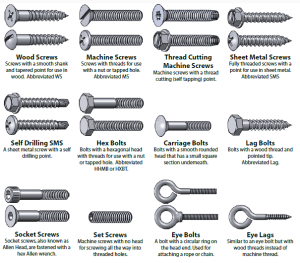 Wood Screws
Screws with a smooth shank
and tapered point for use in
wood. Abbreviated WS
Machine Screws
Screws with threads for use
with a nut or tapped hole.
Abbreviated MS
Thread Cutting
Machine Screws
Machine screws with a thread
cutting (self tapping) point.
Sheet Metal Screws
Fully threaded screws with a
point for use in sheet metal.
Abbreviated SMS
Self Drilling SMS
A sheet metal screw with a self
drilling point.
Hex Bolts
Bolts with a hexagonal head
with threads for use with a nut
or tapped hole. Abbreviated
HHMB or HXBT.
Carriage Bolts
Bolts with a smooth rounded
head that has a small square
section underneath.
Lag Bolts
Bolts with a wood thread and
pointed tip.
Abbreviated Lag.
Socket Screws
Socket screws, also known as
Allen Head, are fastened with a
hex Allen wrench.
Set Screws
Machine screws with no head
for screwing all the way into
threaded holes.
Eye Bolts
A bolt with a circular ring on
the head end. Used for
attaching a rope or chain.
Eye Lags
Similar to an eye bolt but with
wood threads instead of
machine thread.